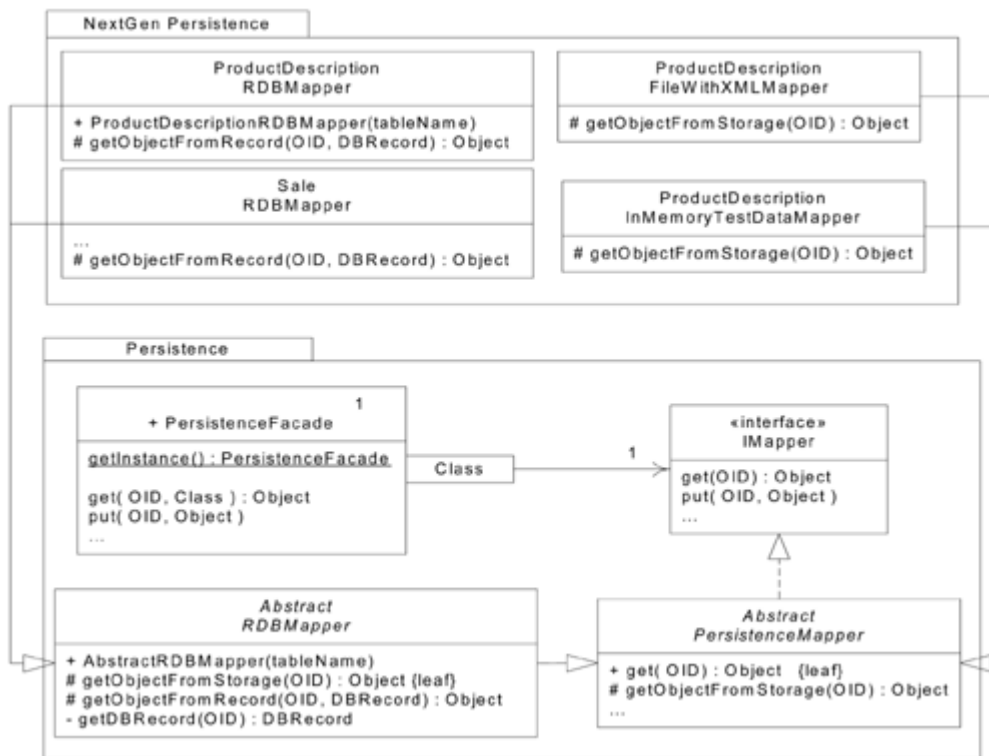 NextGen Persistence
ProductDescription
RDBMapper
+ ProductDescriptionRDBMapper(tableName)
# getObjectFromRecord(OID, DBRecord) : Object
ProductDescription
FileWithXMLMapper
# getObjectFromStorage(OID) : Object
Sale
RDBMapper
...
# getObjectFromRecord(OID, DBRecord) : Object
ProductDescription
InMemoryTestDataMapper
# getObjectFromStorage(OID) : Object
Persistence
1
+ PersistenceFacade
getInstance() : PersistenceFacade
get( OID, Class ) : Object
put( OID, Object )
...
Class
1
«interface»
IMapper
get(OID) : Object
put( OID, Object )
...
Abstract
RDBMapper
+ AbstractRDBMapper(tableName)
# getObjectFromStorage(OID) : Object {leaf}
# getObjectFromRecord(OID, DBRecord) : Object
- getDBRecord(OID) : DBRecord
Abstract
PersistenceMapper
+ get( OID) : Object {leaf}
# getObjectFromStorage(OID) : Object
...